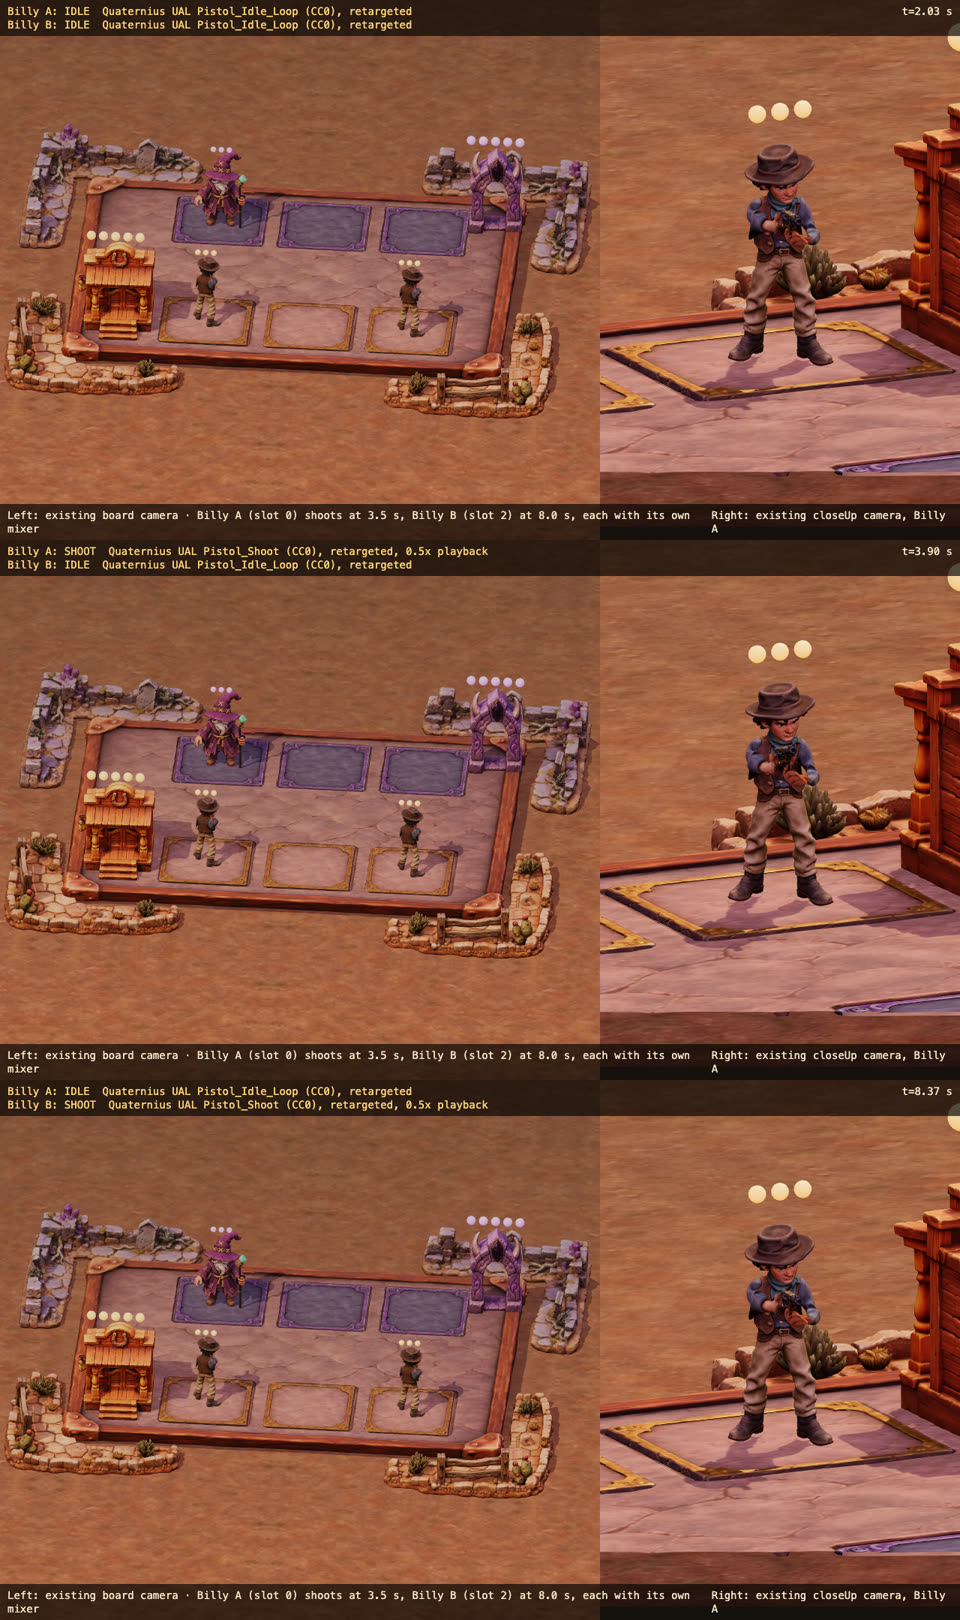 Billy A: IDLE  Quaternius UAL Pistol_Idle_Loop (CC0), retargeted
Billy B: IDLE  Quaternius UAL Pistol_Idle_Loop (CC0), retargeted
t=2.03 s
Left: existing board camera · Billy A (slot 0) shoots at 3.5 s, Billy B (slot 2) at 8.0 s, each with its own
mixer
Right: existing closeUp camera, Billy
A
Billy A: SHOOT  Quaternius UAL Pistol_Shoot (CC0), retargeted, 0.5x playback
Billy B: IDLE  Quaternius UAL Pistol_Idle_Loop (CC0), retargeted
t=3.90 s
Left: existing board camera · Billy A (slot 0) shoots at 3.5 s, Billy B (slot 2) at 8.0 s, each with its own
mixer
Right: existing closeUp camera, Billy
A
Billy A: IDLE  Quaternius UAL Pistol_Idle_Loop (CC0), retargeted
Billy B: SHOOT  Quaternius UAL Pistol_Shoot (CC0), retargeted, 0.5x playback
t=8.37 s
Left: existing board camera · Billy A (slot 0) shoots at 3.5 s, Billy B (slot 2) at 8.0 s, each with its own
mixer
Right: existing closeUp camera, Billy
A